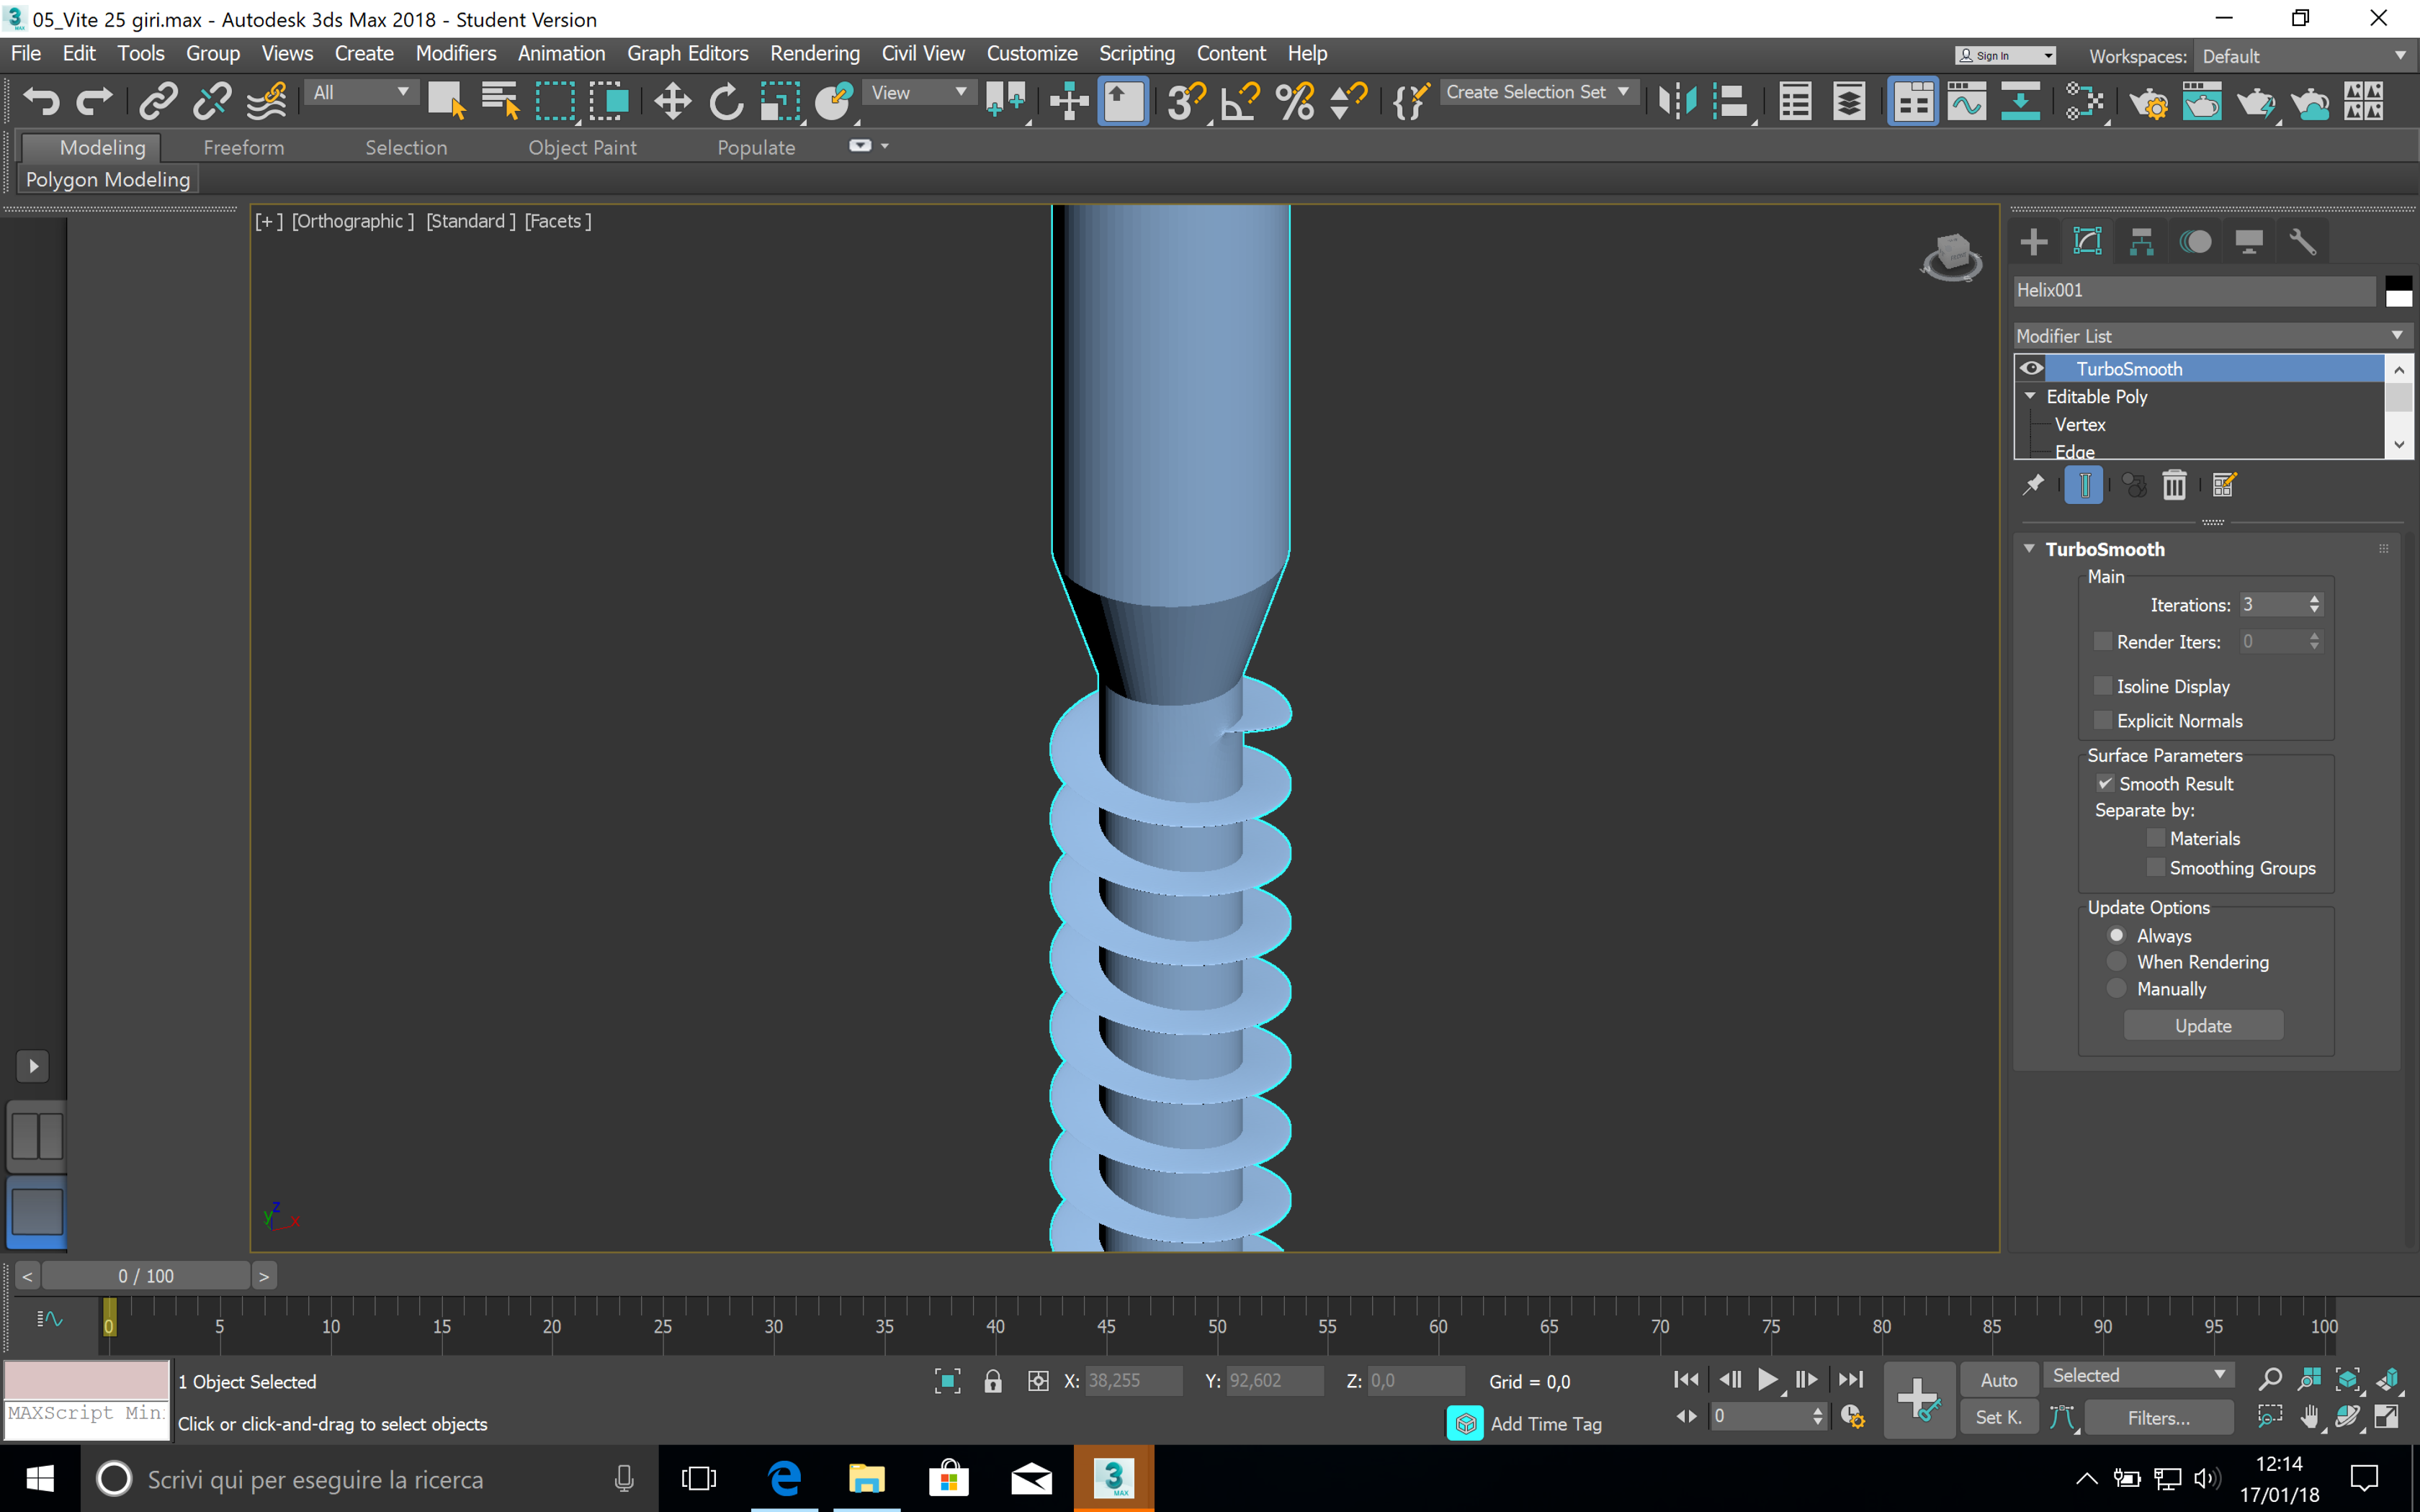 05_Vite 25 giri.max - Autodesk 3ds Max 2018 - Student Version
File Edit Tools Group Views Create Modifiers Animation Graph Editors Rendering Civil View Customize Scripting Content Help
Sign In
Workspaces: Default
All
View
Create Selection Set
Modeling Freeform Selection Object Paint Populate
Polygon Modeling
[+] [Orthographic] [Standard] [Facets]
Helix001
Modifier List
TurboSmooth
Editable Poly
Vertex
Edge
TurboSmooth
Main
Iterations: 3
Render Iters: 0
Isoline Display
Explicit Normals
Surface Parameters
Smooth Result
Separate by:
Materials
Smoothing Groups
Update Options
Always
When Rendering
Manually
Update
z
y x
< 0 / 100 >
0 5 10 15 20 25 30 35 40 45 50 55 60 65 70 75 80 85 90 95 100
1 Object Selected
X: 38,255 Y: 92,602 Z: 0,0 Grid = 0,0
Auto Selected
MAXScript Min
Click or click-and-drag to select objects
Add Time Tag
0
Set K. Filters...
Scrivi qui per eseguire la ricerca
3
MAX
12:14
17/01/18